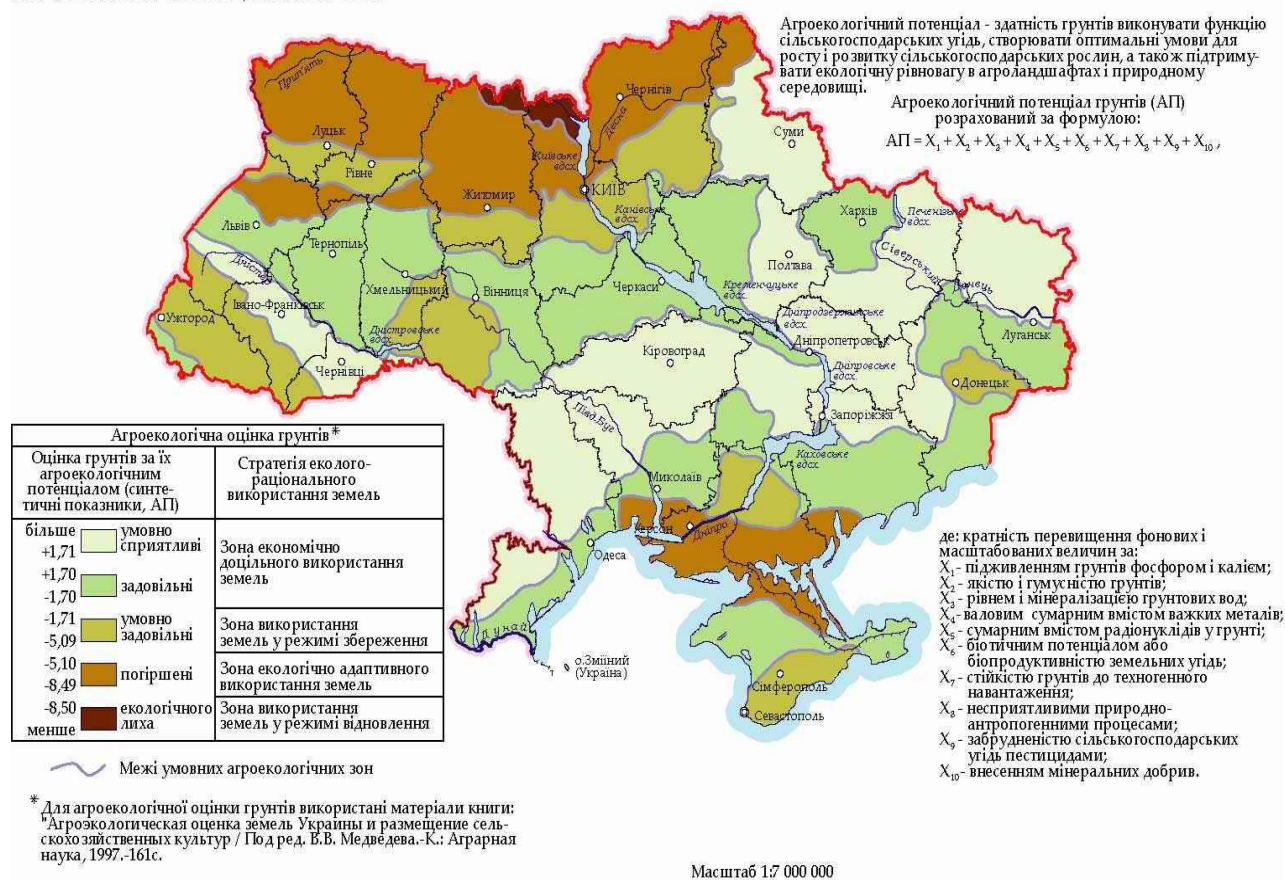 Агроекологічний потенціал - здатність грунтів виконувати функцію
сільськогосподарських угідь, створювати оптимальні умови для
росту і розвитку сільськогосподарських рослин, а також підтриму-
вати екологічну рівновагу в агроландшафтах і природному
середовищі.
Агроекологічний потенціал грунтів (АП)
розрахований за формулою:
АП = X₁ + X₂ + X₃ + X₄ + X₅ + X₆ + X₇ + X₈ + X₉ + X₁₀ ,
Прип'ять
Чернігів
Десна
Суми
Луцьк
Рівне
Київське
вдсх.
КИЇВ
Житомир
Канівське
вдсх.
Харків
Печенізьке
вдсх.
Львів
Тернопіль
Полтава
Сіверський Донець
Дністер
Хмельницький
Вінниця
Черкаси
Кременчуцьке
вдсх.
Івано-Франківськ
Ужгород
Дністровське
вдсх.
Дніпродзержинське
вдсх.
Луганськ
Чернівці
Кіровоград
Дніпропетровськ
Дніпровське
вдсх.
Донецьк
Півд.Буг
Запоріжжя
Каховське
вдсх.
Миколаїв
Херсон
Дніпро
Одеса
Дунай
о.Зміїний
(Україна)
Сімферополь
Севастополь
Агроекологічна оцінка грунтів*
Оцінка грунтів за їх
агроекологічним
потенціалом (синте-
тичні показники, АП)
Стратегія еколого-
раціонального
використання земель
більше
+1,71
умовно
сприятливі
Зона економічно
доцільного використання
земель
+1,70
-1,70
задовільні
-1,71
-5,09
умовно
задовільні
Зона використання
земель у режимі збереження
-5,10
-8,49
погіршені
Зона екологічно адаптивного
використання земель
-8,50
менше
екологічного
лиха
Зона використання
земель у режимі відновлення
Межі умовних агроекологічних зон
* Для агроекологічної оцінки грунтів використані матеріали книги:
"Агроэкологическая оценка земель Украины и размещение сель-
скохозяйственных культур / Под ред. В.В. Медведева.-К.: Аграрная
наука, 1997.-161с.
де: кратність перевищення фонових і
масштабованих величин за:
X₁ - підживленням грунтів фосфором і калієм;
X₂ - якістю і гумусністю грунтів;
X₃ - рівнем і мінералізацією грунтових вод;
X₄ - валовим сумарним вмістом важких металів;
X₅ - сумарним вмістом радіонуклідів у грунті;
X₆ - біотичним потенціалом або
біопродуктивністю земельних угідь;
X₇ - стійкістю грунтів до техногенного
навантаження;
X₈ - несприятливими природно-
антропогенними процесами;
X₉ - забрудненістю сільськогосподарських
угідь пестицидами;
X₁₀ - внесенням мінеральних добрив.
Масштаб 1:7 000 000